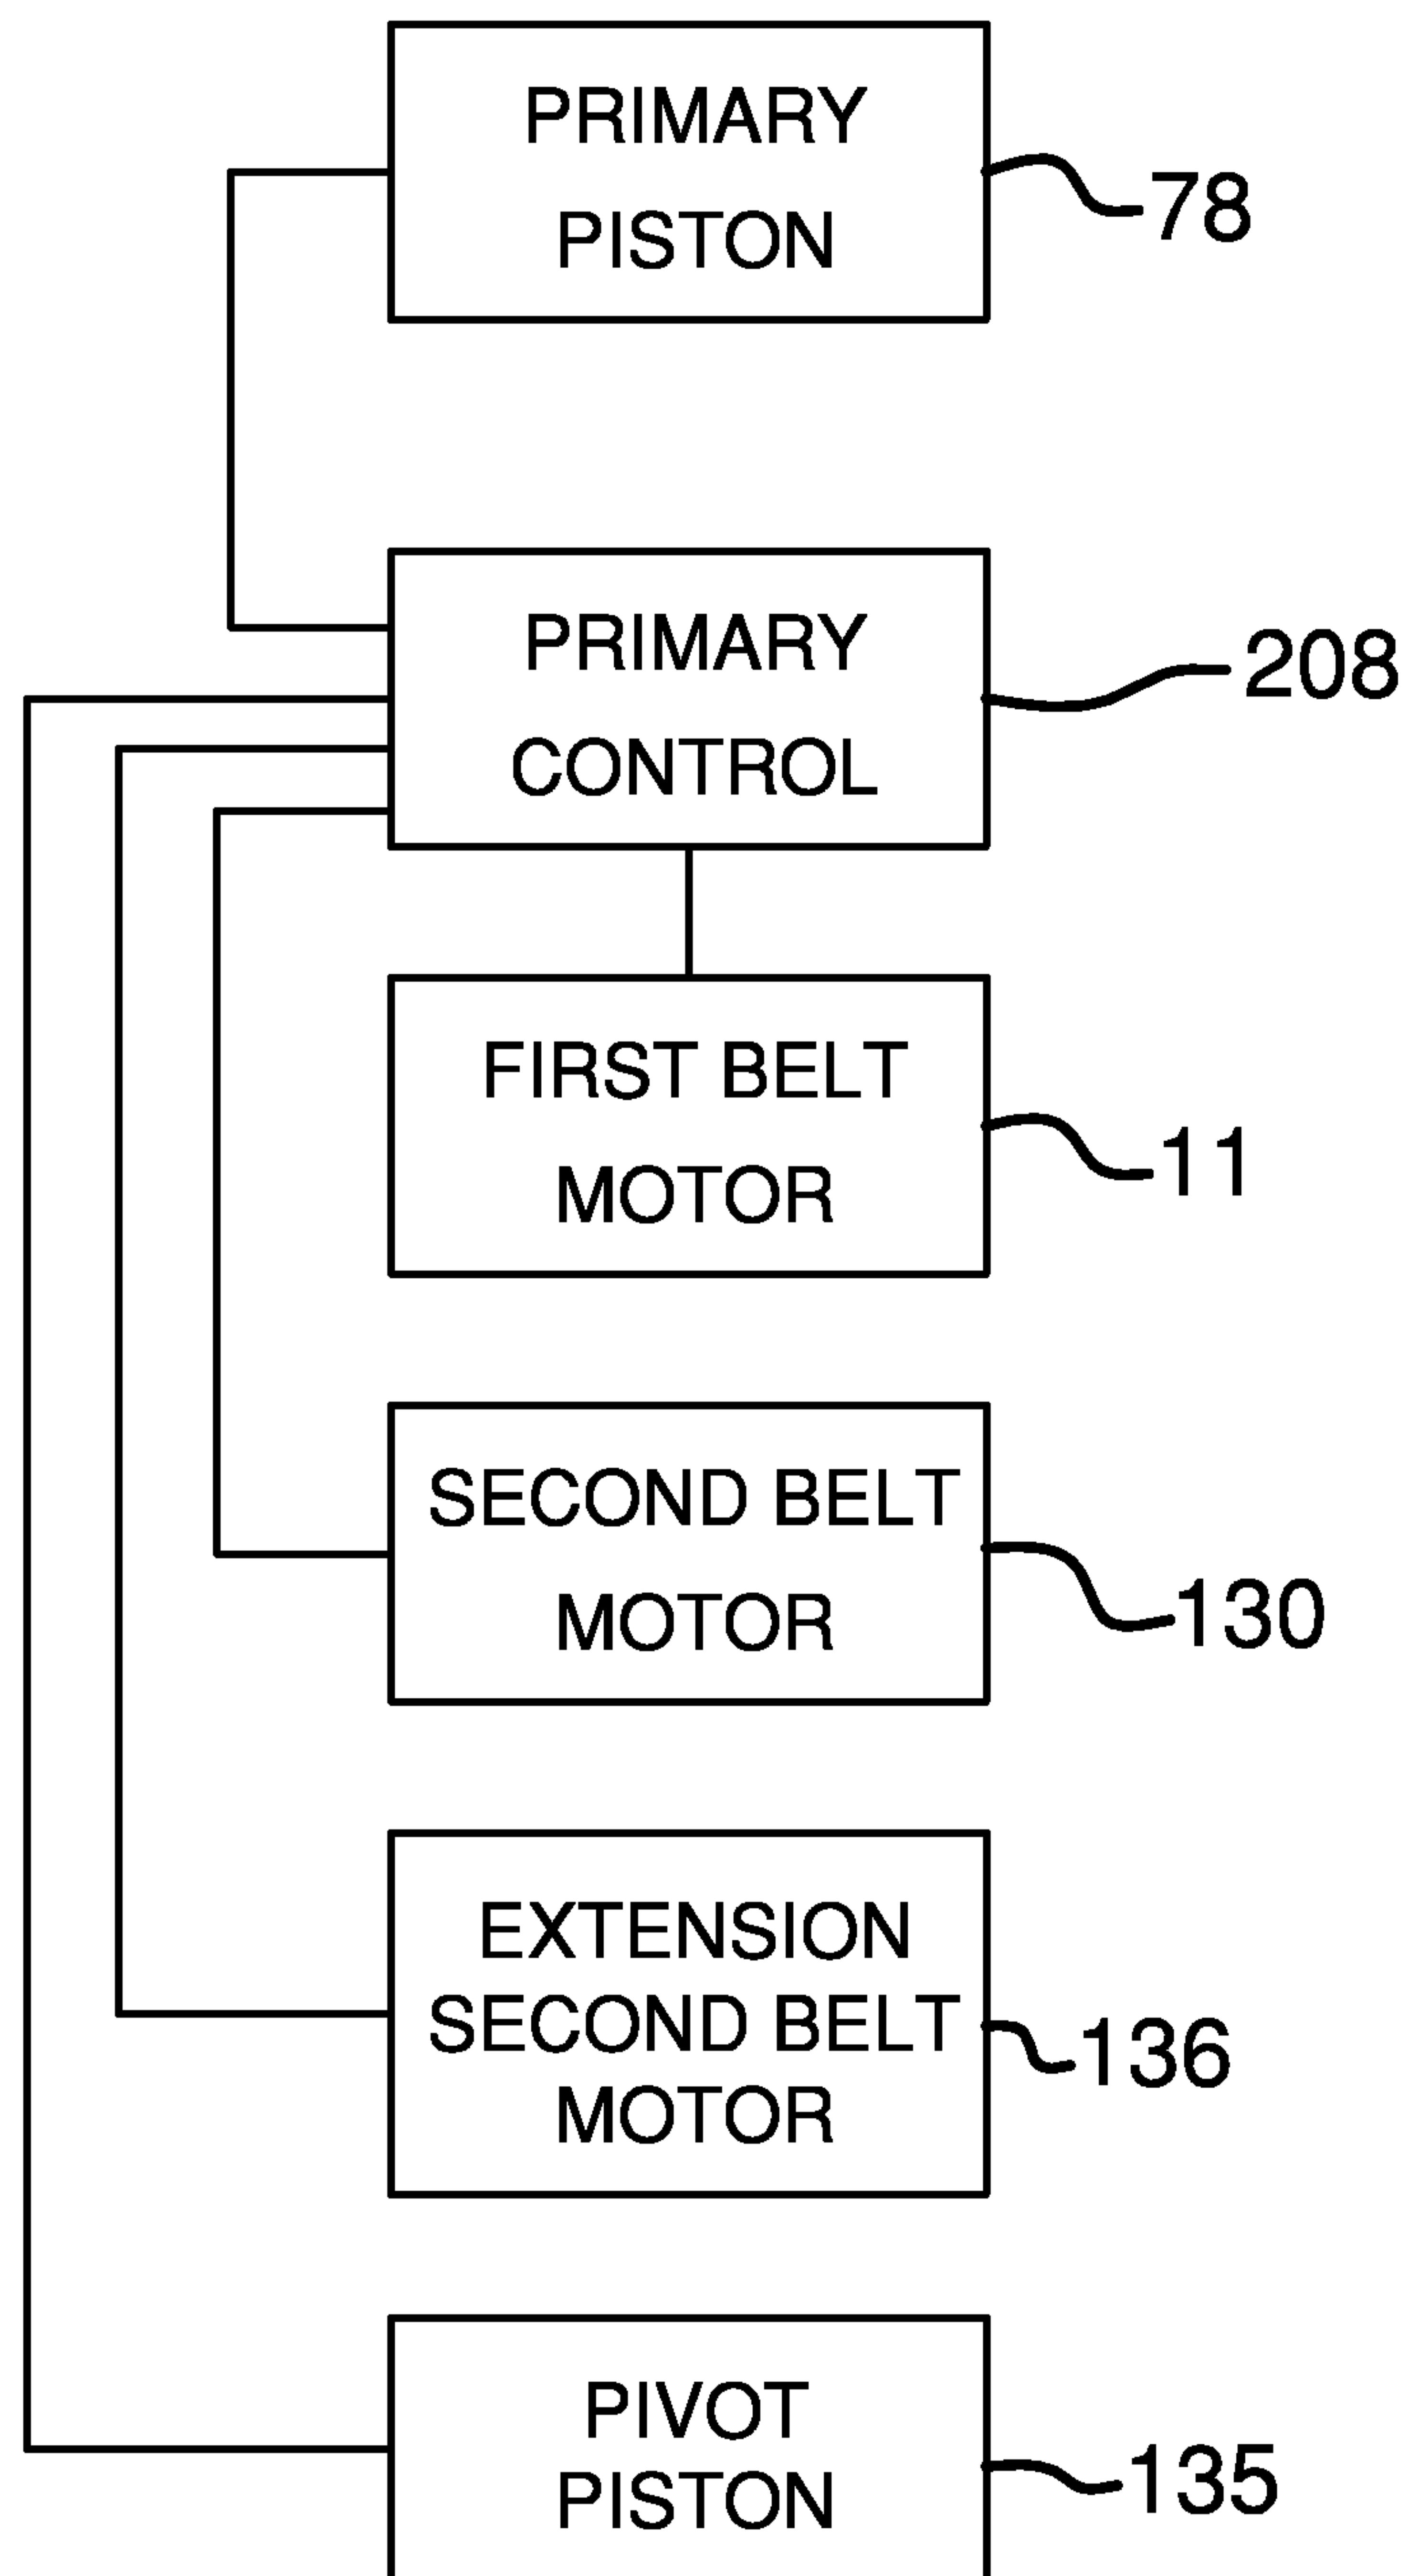 PRIMARY
PISTON
78
PRIMARY
CONTROL
208
FIRST BELT
MOTOR
11
SECOND BELT
MOTOR
130
EXTENSION
SECOND BELT
MOTOR
136
PIVOT
PISTON
135